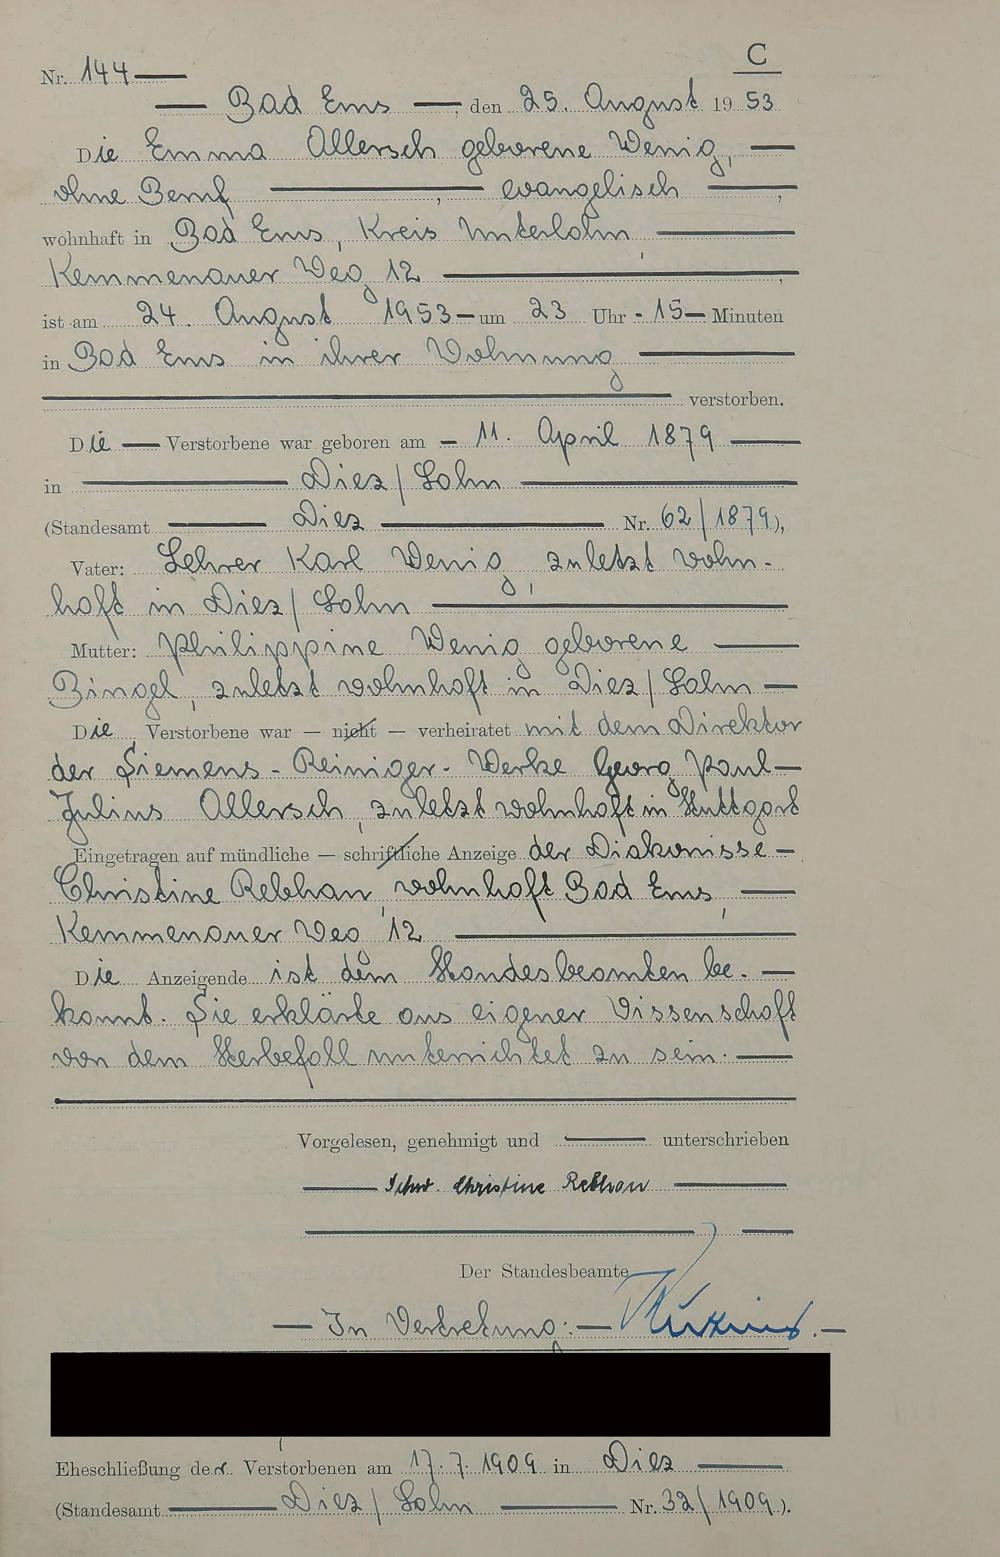 C
Nr. 144
Bad Ems, den 25. August 1953
Die Emma Allersch geborene Wenig,
ohne Beruf, evangelisch,
wohnhaft in Bad Ems, Kreis Unterlahn,
Kemmenauer Weg 12,
ist am 24. August 1953 um 23 Uhr 15 Minuten
in Bad Ems in ihrer Wohnung
verstorben.
Die Verstorbene war geboren am 11. April 1879
in Diez/Lahn
(Standesamt Diez Nr. 62/1879),
Vater: Lehrer Karl Wenig, zuletzt wohn-
haft in Diez/Lahn
Mutter: Philippine Wenig geborene
Bingel, zuletzt wohnhaft in Diez/Lahn
Die Verstorbene war — nicht — verheiratet mit dem Direktor
der Siemens-Reiniger-Werke Georg Paul
Julius Allersch, zuletzt wohnhaft in Stuttgart
Eingetragen auf mündliche — schriftliche Anzeige der Diakonisse
Christine Rebhan, wohnhaft Bad Ems,
Kemmenauer Weg 12
Die Anzeigende ist dem Standesbeamten be-
kannt. Sie erklärte aus eigener Wissenschaft
von dem Sterbefall unterrichtet zu sein.
Vorgelesen, genehmigt und unterschrieben
Schw. Christine Rebhan
Der Standesbeamte
In Vertretung:
Eheschließung der Verstorbenen am 17.7.1909 in Diez
(Standesamt Diez/Lahn Nr. 32/1909).